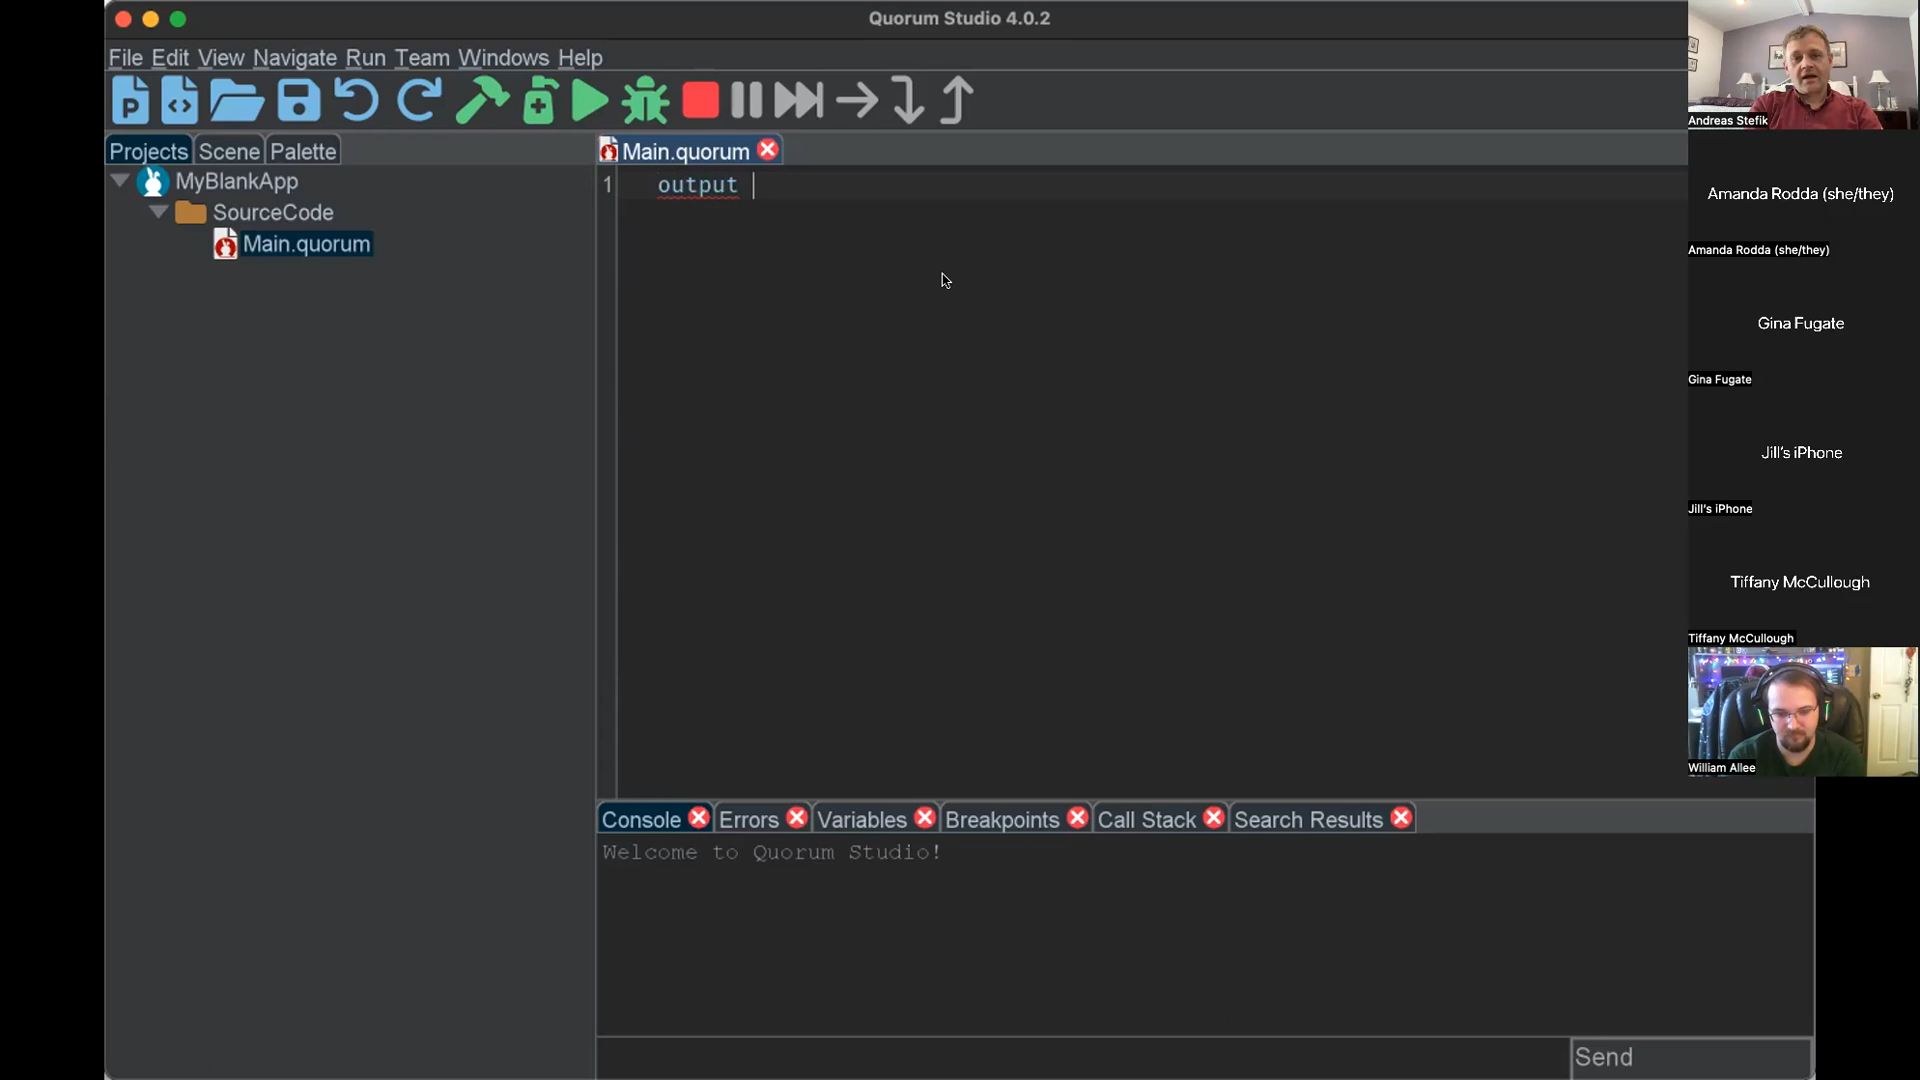 Quorum Studio 4.0.2
File Edit View Navigate Run Team Windows Help
Projects Scene Palette
Main.quorum
MyBlankApp
SourceCode
Main.quorum
1 output
Console Errors Variables Breakpoints Call Stack Search Results
Welcome to Quorum Studio!
Send
Andreas Stefik
Amanda Rodda (she/they)
Amanda Rodda (she/they)
Gina Fugate
Gina Fugate
Jill's iPhone
Jill's iPhone
Tiffany McCullough
Tiffany McCullough
William Allee